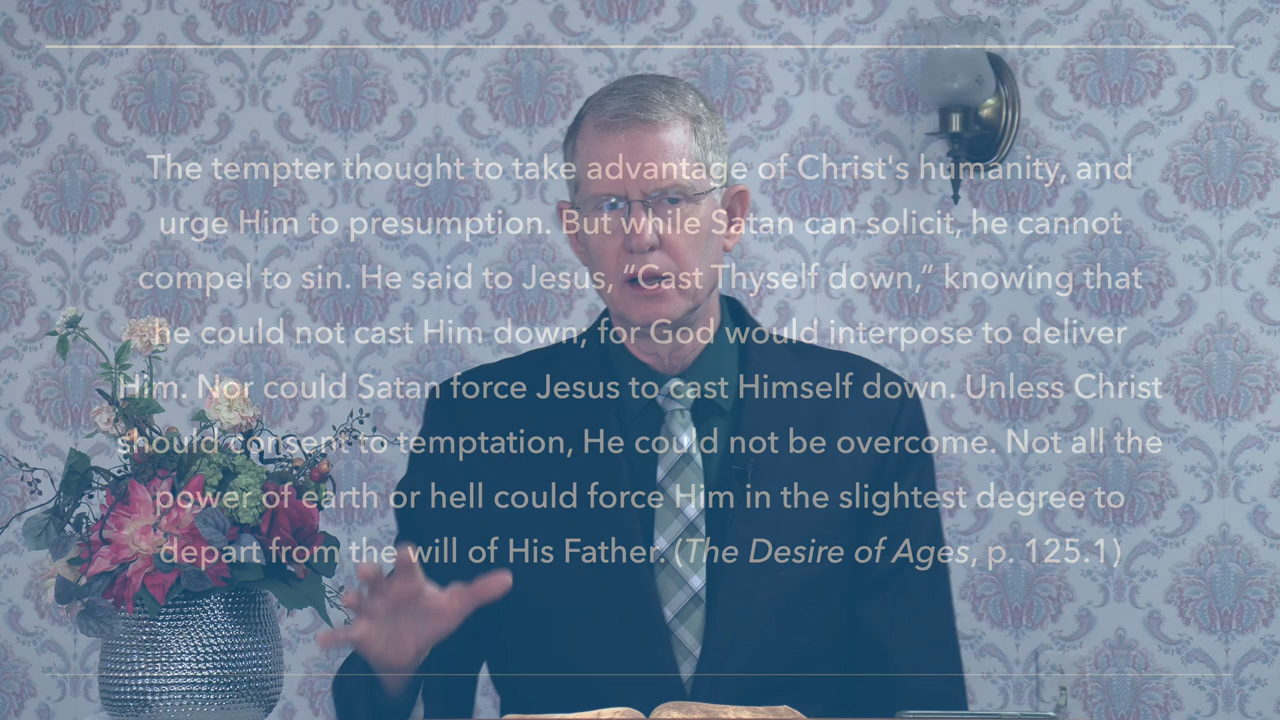 The tempter thought to take advantage of Christ's humanity, and
urge Him to presumption. But while Satan can solicit, he cannot
compel to sin. He said to Jesus, “Cast Thyself down,” knowing that
he could not cast Him down; for God would interpose to deliver
Him. Nor could Satan force Jesus to cast Himself down. Unless Christ
should consent to temptation, He could not be overcome. Not all the
power of earth or hell could force Him in the slightest degree to
depart from the will of His Father. (The Desire of Ages, p. 125.1)